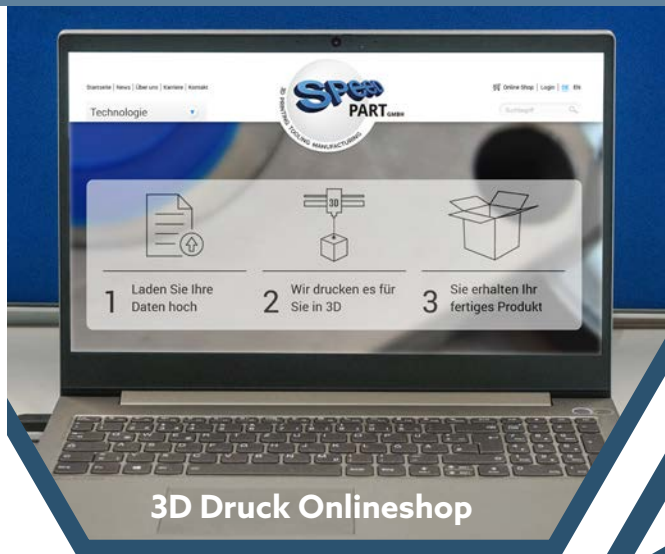 Startseite | News | Über uns | Karriere | Kontakt
Online Shop | Login | DE EN
Technologie
Suchbegriff
SPEED
PART GMBH
3D PRINTING TOOLING MANUFACTURING
3D
1 Laden Sie Ihre
Daten hoch
2 Wir drucken es für
Sie in 3D
3 Sie erhalten Ihr
fertiges Produkt
3D Druck Onlineshop